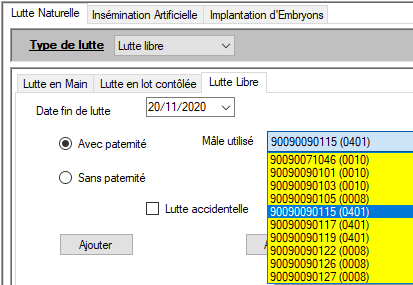 Lutte Naturelle Insémination Artificielle Implantation d'Embryons
Type de lutte Lutte libre
Lutte en Main Lutte en lot contôlée Lutte Libre
Date fin de lutte 20/11/2020
Avec paternité Mâle utilisé 90090090115 (0401)
90090071046 (0010)
90090090101 (0010)
90090090103 (0010)
Sans paternité 90090090105 (0008)
90090090115 (0401)
Lutte accidentelle 90090090117 (0401)
90090090119 (0401)
90090090122 (0008)
Ajouter 90090090126 (0008)
90090090127 (0008)